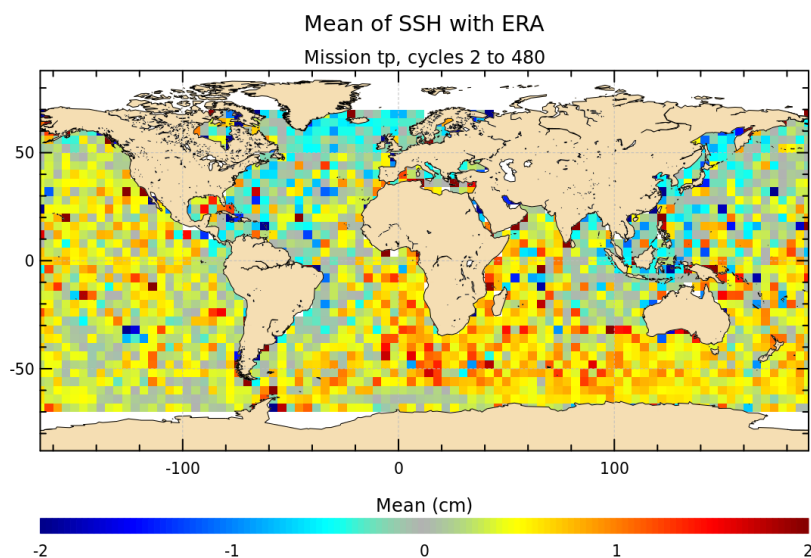 Mean of SSH with ERA
Mission tp, cycles 2 to 480
50
0
-50
-100 0 100
Mean (cm)
-2 -1 0 1 2